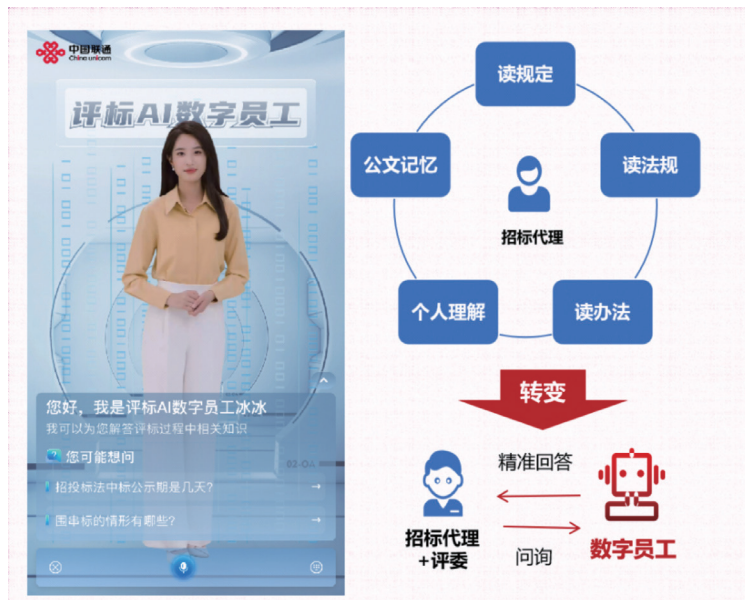 中国联通
China unicom
评标AI数字员工
您好，我是评标AI数字员工冰冰
我可以为您解答评标过程中相关知识
您可能想问
招投标法中标公示期是几天？
围串标的情形有哪些？
读规定
公文记忆
读法规
招标代理
个人理解
读办法
转变
精准回答
招标代理
+评委
问询
数字员工